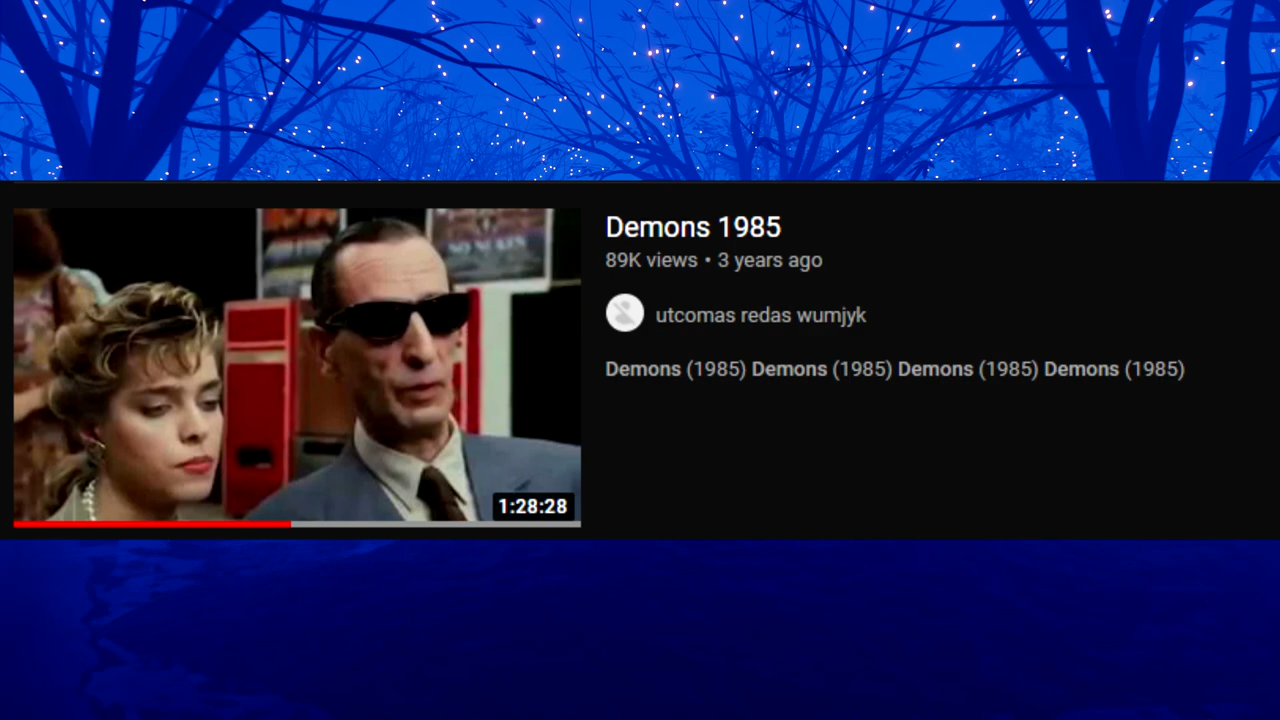 Demons 1985
89K views • 3 years ago
utcomas redas wumjyk
Demons (1985) Demons (1985) Demons (1985) Demons (1985)
1:28:28